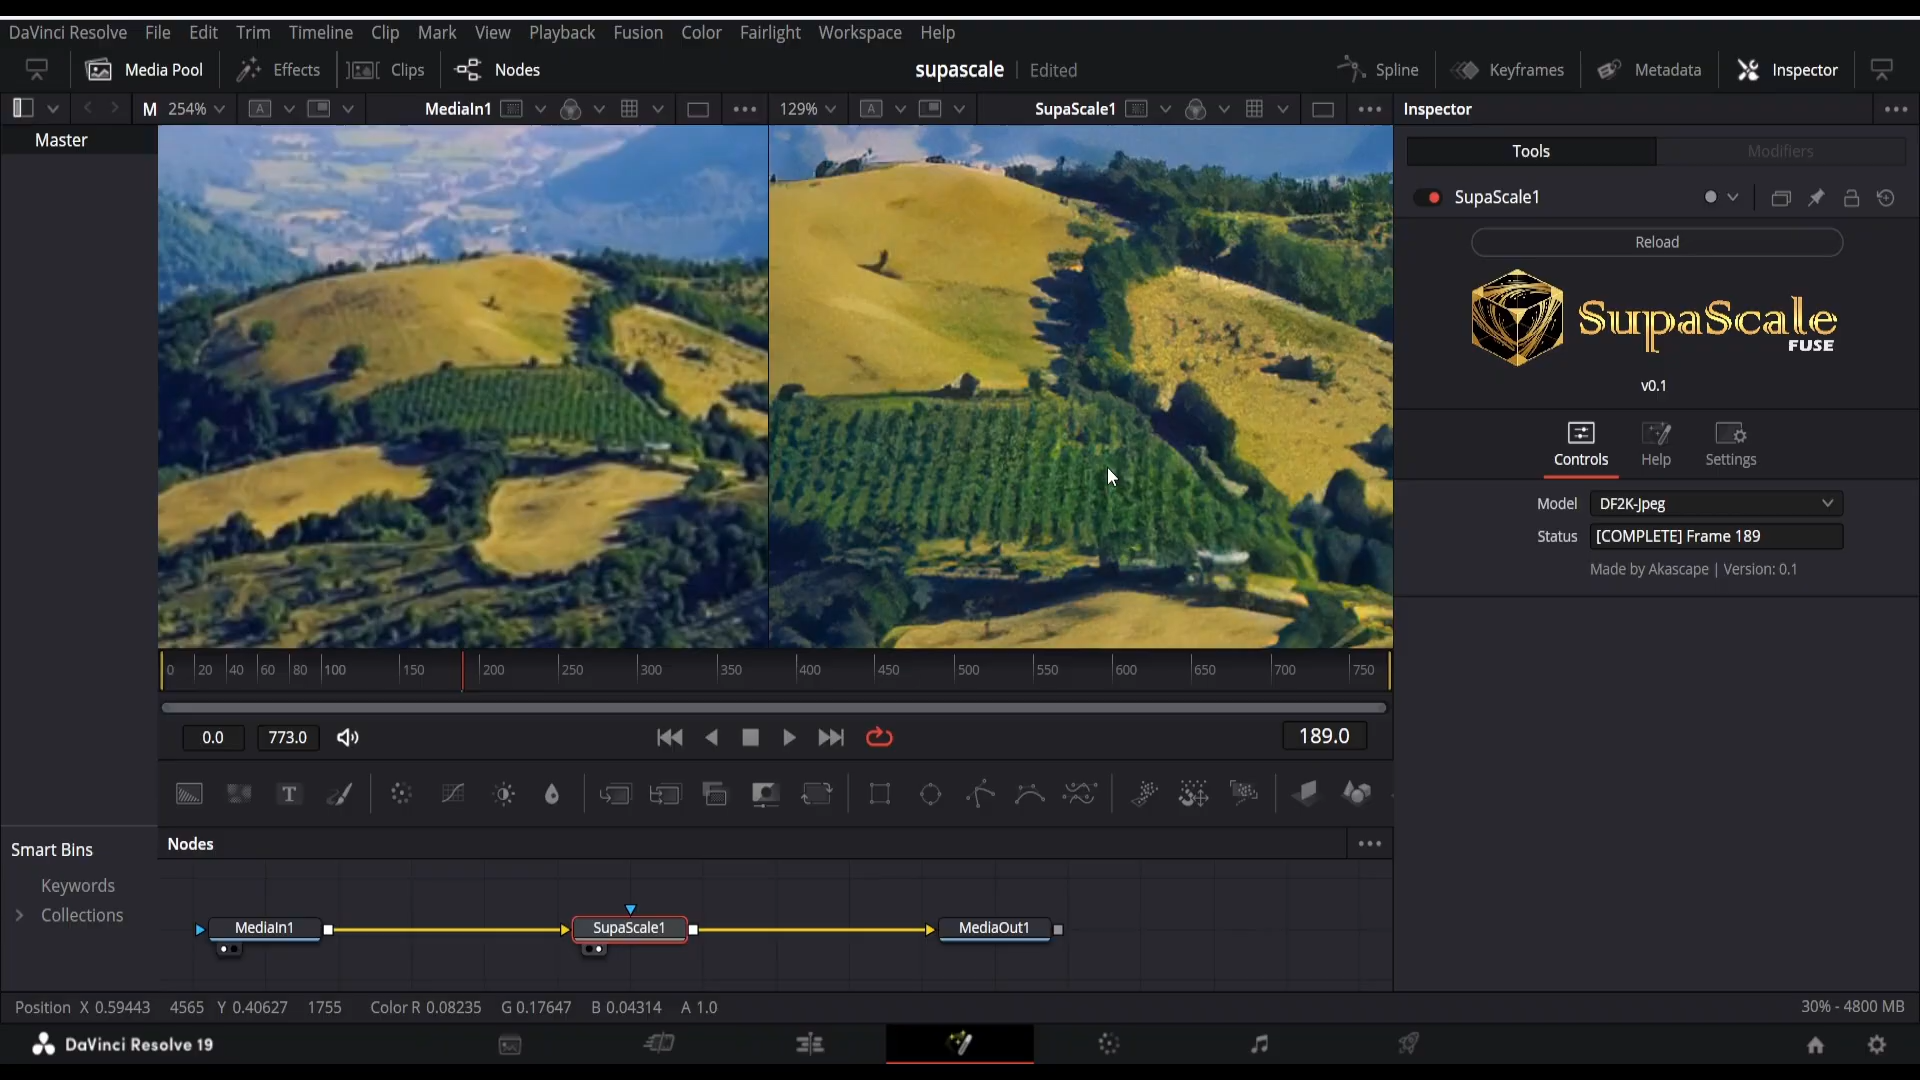 DaVinci Resolve File Edit Trim Timeline Clip Mark View Playback Fusion Color Fairlight Workspace Help
Media Pool Effects Clips Nodes supascale Edited Spline Keyframes Metadata Inspector
M 254% A MediaIn1 129% A SupaScale1 Inspector
Master
Tools Modifiers
SupaScale1
Reload
SupaScale
FUSE
v0.1
Controls Help Settings
Model DF2K-Jpeg
Status [COMPLETE] Frame 189
Made by Akascape | Version: 0.1
0 20 40 60 80 100 150 200 250 300 350 400 450 500 550 600 650 700 750
0.0 773.0 189.0
T
Nodes
Smart Bins
Keywords
Collections
MediaIn1 SupaScale1 MediaOut1
Position X 0.59443 4565 Y 0.40627 1755 Color R 0.08235 G 0.17647 B 0.04314 A 1.0 30% - 4800 MB
DaVinci Resolve 19